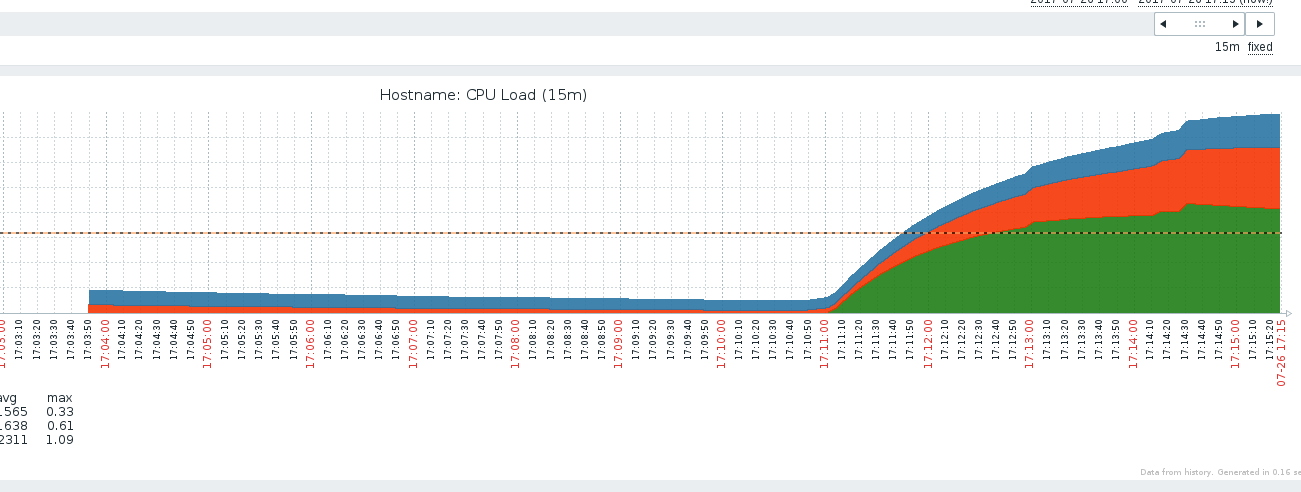 2017-07-26 17:00 - 2017-07-26 17:15 (now!)
15m fixed
Hostname: CPU Load (15m)
17:03:00 17:03:10 17:03:20 17:03:30 17:03:40 17:03:50 17:04:00 17:04:10 17:04:20 17:04:30 17:04:40 17:04:50 17:05:00 17:05:10 17:05:20 17:05:30 17:05:40 17:05:50 17:06:00 17:06:10 17:06:20 17:06:30 17:06:40 17:06:50 17:07:00 17:07:10 17:07:20 17:07:30 17:07:40 17:07:50 17:08:00 17:08:10 17:08:20 17:08:30 17:08:40 17:08:50 17:09:00 17:09:10 17:09:20 17:09:30 17:09:40 17:09:50 17:10:00 17:10:10 17:10:20 17:10:30 17:10:40 17:10:50 17:11:00 17:11:10 17:11:20 17:11:30 17:11:40 17:11:50 17:12:00 17:12:10 17:12:20 17:12:30 17:12:40 17:12:50 17:13:00 17:13:10 17:13:20 17:13:30 17:13:40 17:13:50 17:14:00 17:14:10 17:14:20 17:14:30 17:14:40 17:14:50 17:15:00 17:15:10 17:15:20 07-26 17:15
avg max
1565 0.33
1638 0.61
2311 1.09
Data from history. Generated in 0.16 se